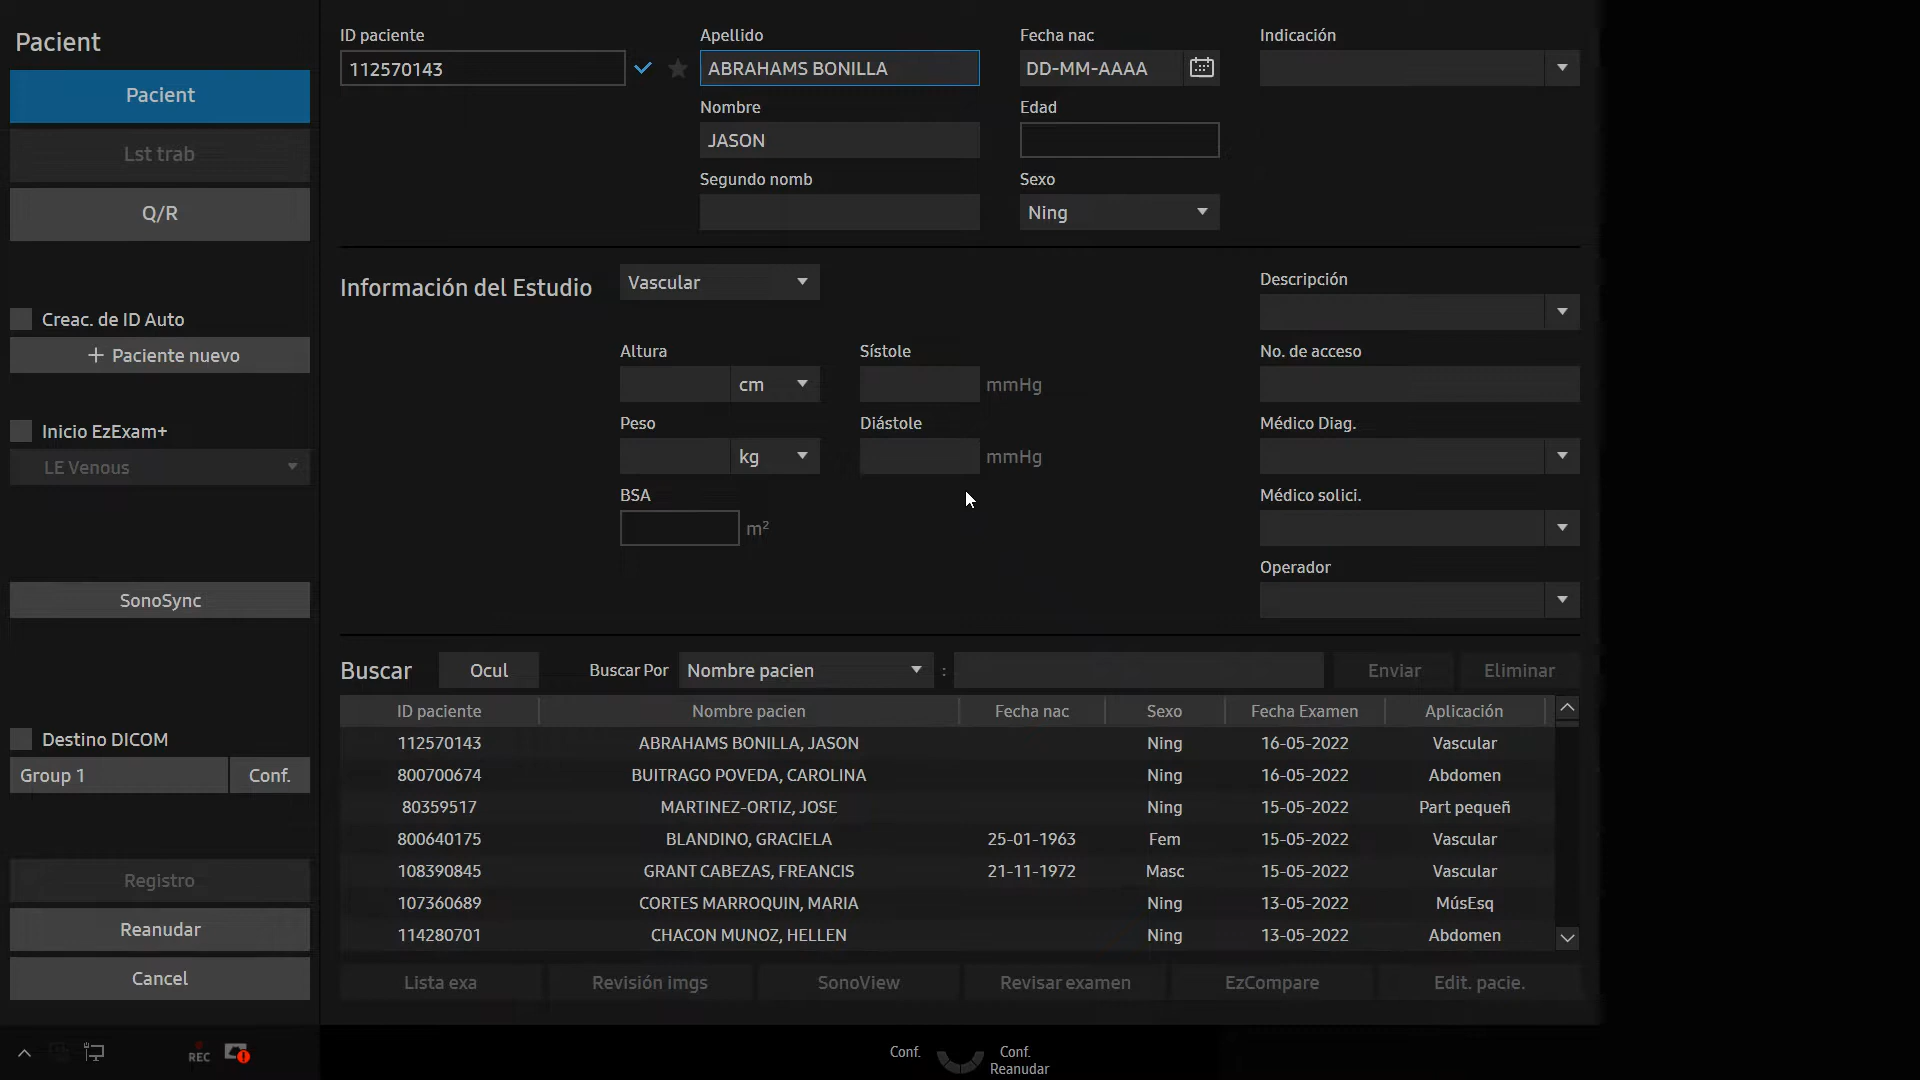 Pacient
Pacient
Lst trab
Q/R
Creac. de ID Auto
+ Paciente nuevo
Inicio EzExam+
LE Venous
SonoSync
Destino DICOM
Group 1 Conf.
Registro
Reanudar
Cancel
REC
ID paciente
112570143
Apellido
ABRAHAMS BONILLA
Nombre
JASON
Segundo nomb
Fecha nac
DD-MM-AAAA
Edad
Sexo
Ning
Indicación
Información del Estudio
Vascular
Altura
cm
Peso
kg
BSA
m²
Sístole
mmHg
Diástole
mmHg
Descripción
No. de acceso
Médico Diag.
Médico solici.
Operador
Buscar Ocul Buscar Por Nombre pacien : Enviar Eliminar
ID paciente Nombre pacien Fecha nac Sexo Fecha Examen Aplicación
112570143 ABRAHAMS BONILLA, JASON Ning 16-05-2022 Vascular
800700674 BUITRAGO POVEDA, CAROLINA Ning 16-05-2022 Abdomen
80359517 MARTINEZ-ORTIZ, JOSE Ning 15-05-2022 Part pequeñ
800640175 BLANDINO, GRACIELA 25-01-1963 Fem 15-05-2022 Vascular
108390845 GRANT CABEZAS, FREANCIS 21-11-1972 Masc 15-05-2022 Vascular
107360689 CORTES MARROQUIN, MARIA Ning 13-05-2022 MúsEsq
114280701 CHACON MUNOZ, HELLEN Ning 13-05-2022 Abdomen
Lista exa Revisión imgs SonoView Revisar examen EzCompare Edit. pacie.
Conf. Conf.
Reanudar